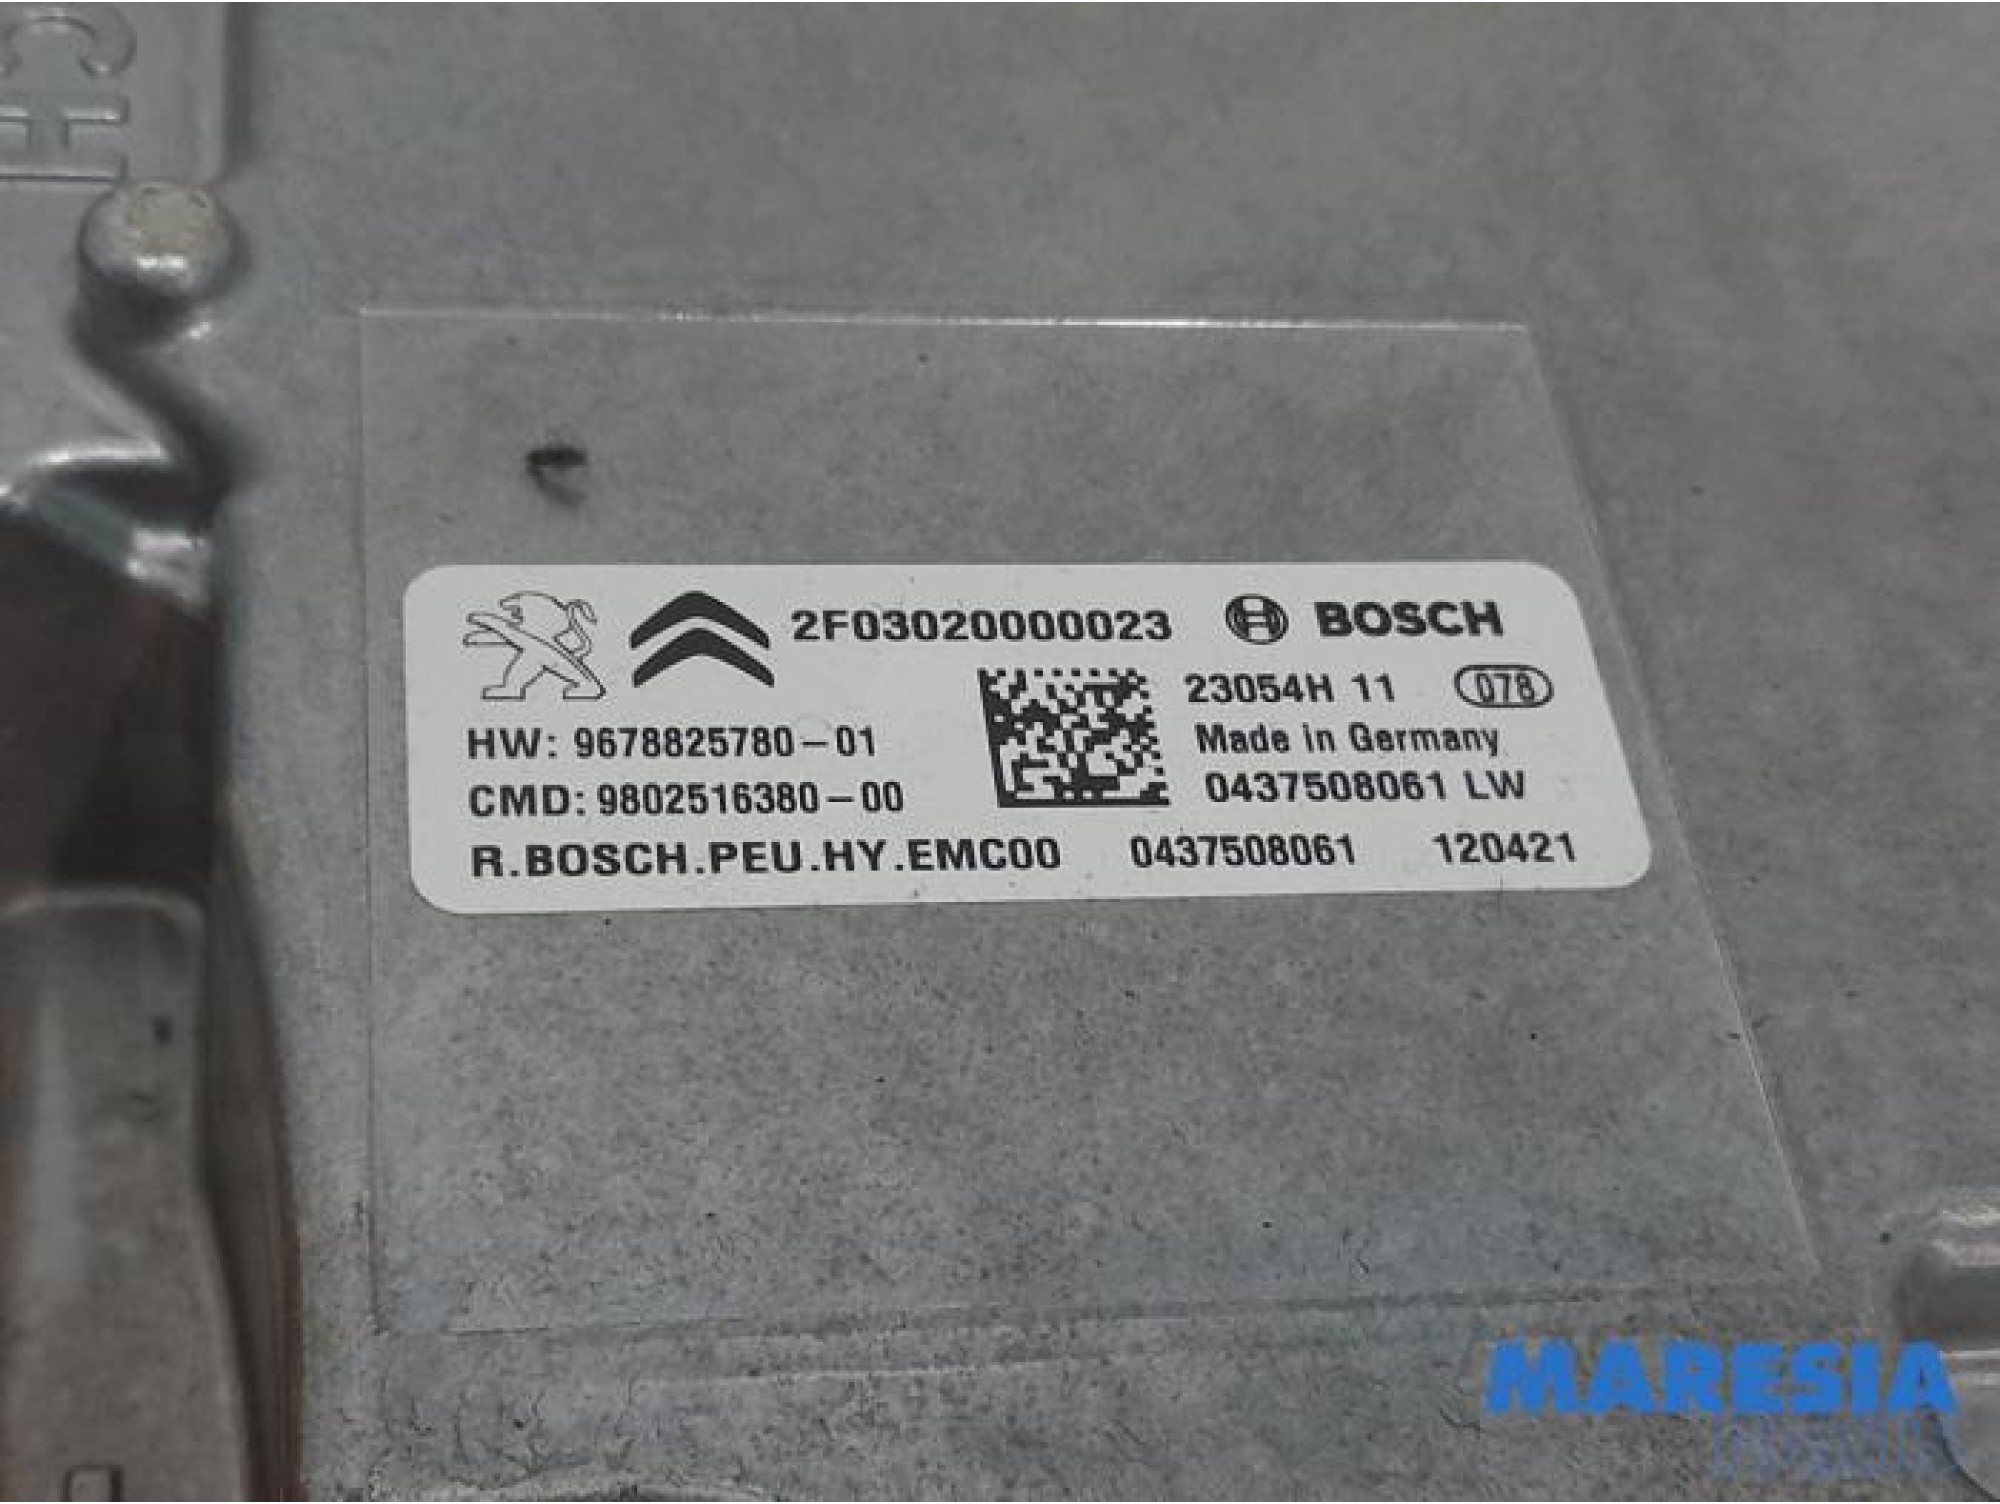 CH
2F03020000023 BOSCH
23054H 11 078
HW: 9678825780-01 Made in Germany
CMD: 9802516380-00 0437508061 LW
R.BOSCH.PEU.HY.EMC00 0437508061 120421
MARESIA